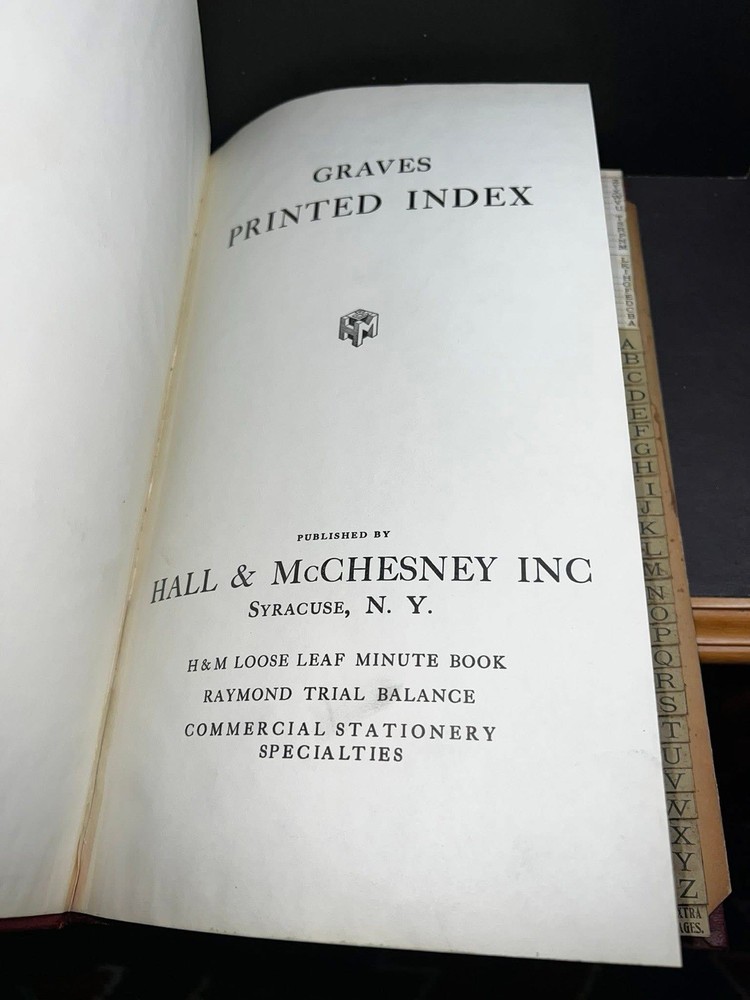 GRAVES
PRINTED INDEX
HM
PUBLISHED BY
HALL & McCHESNEY INC
SYRACUSE, N. Y.
H & M LOOSE LEAF MINUTE BOOK
RAYMOND TRIAL BALANCE
COMMERCIAL STATIONERY
SPECIALTIES
A
B
C
D
E
F
G
H
I
J
K
L
M
N
O
P
Q
R
S
T
U
V
W
X
Y
Z